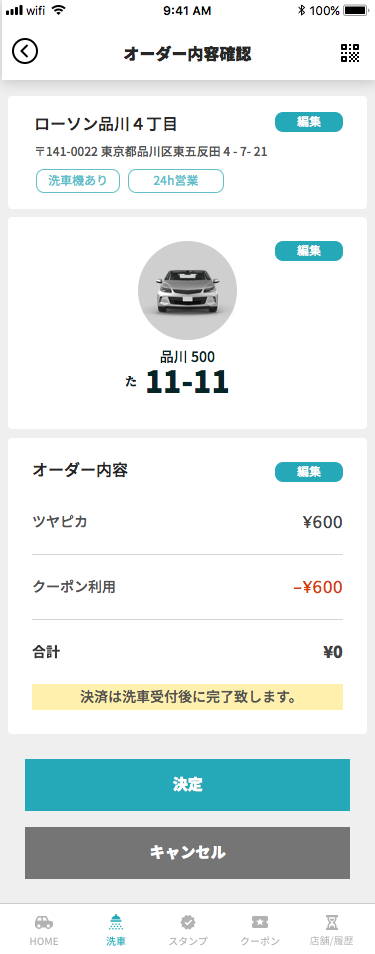 wifi 9:41 AM 100%
オーダー内容確認
ローソン品川４丁目 編集
〒141-0022 東京都品川区東五反田 4 - 7- 21
洗車機あり 24h営業
編集
品川 500
た 11-11
オーダー内容 編集
ツヤピカ ¥600
クーポン利用 −¥600
合計 ¥0
決済は洗車受付後に完了致します。
決定
キャンセル
HOME 洗車 スタンプ クーポン 店舗/履歴